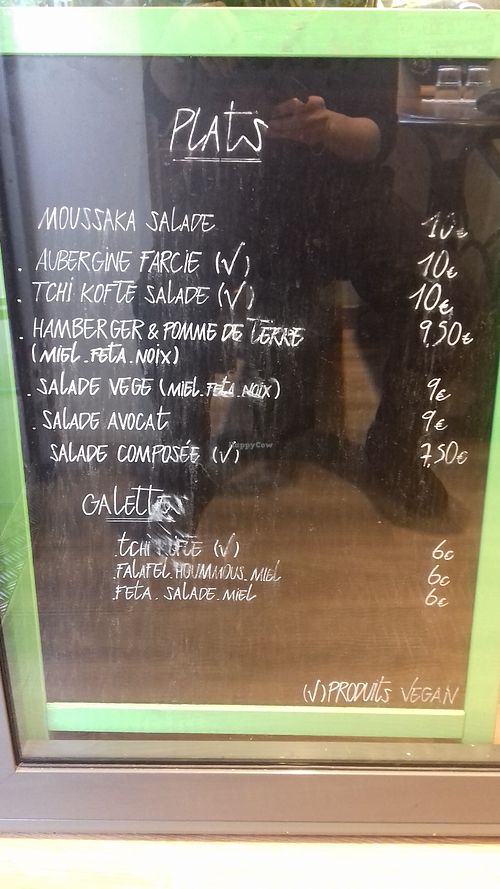 PLATS
MOUSSAKA SALADE 10€
. AUBERGINE FARCIE (√) 10€
. TCHI KOFTE SALADE (√) 10€
. HAMBERGER & POMME DE TERRE 9,50€
(MIEL.FETA.NOIX)
. SALADE VEGE (MIEL.FETA.NOIX) 9€
. SALADE AVOCAT 9€
SALADE COMPOSÉE (√) 7,50€
GALETTES
.TCHI KOFTE (√) 6€
.FALAFEL.HOUMMOUS.MIEL 6€
.FETA.SALADE.MIEL 6€
(√) PRODUITS VEGAN
HappyCow